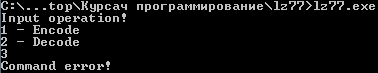 C:\...top\Курсач программирование\lz77>lz77.exe
Input operation!
1 - Encode
2 - Decode
3
Command error!